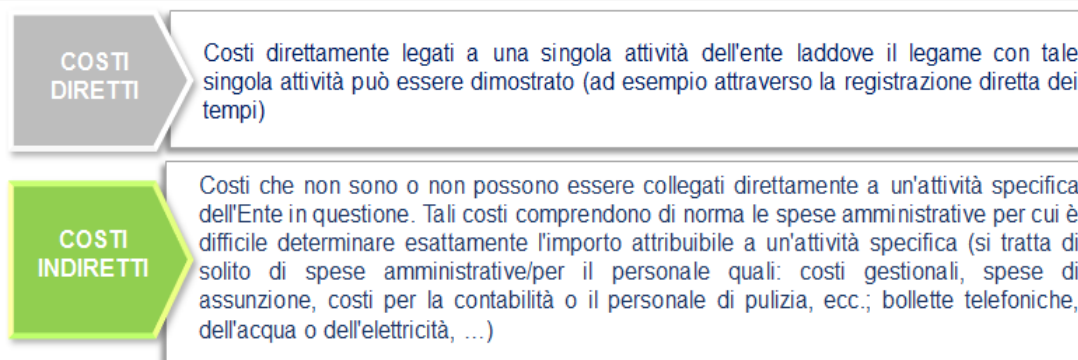 COSTI
DIRETTI
Costi direttamente legati a una singola attività dell'ente laddove il legame con tale
singola attività può essere dimostrato (ad esempio attraverso la registrazione diretta dei
tempi)
COSTI
INDIRETTI
Costi che non sono o non possono essere collegati direttamente a un'attività specifica
dell'Ente in questione. Tali costi comprendono di norma le spese amministrative per cui è
difficile determinare esattamente l'importo attribuibile a un'attività specifica (si tratta di
solito di spese amministrative/per il personale quali: costi gestionali, spese di
assunzione, costi per la contabilità o il personale di pulizia, ecc.; bollette telefoniche,
dell'acqua o dell'elettricità, ...)